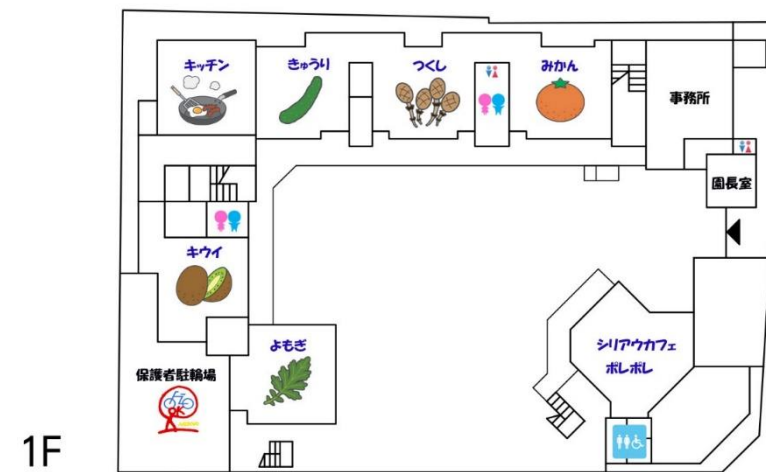 キッチン
きゅうり
つくし
みかん
事務所
園長室
キウイ
よもぎ
シリアウカフェ
ポレポレ
保護者駐輪場
OK
1F